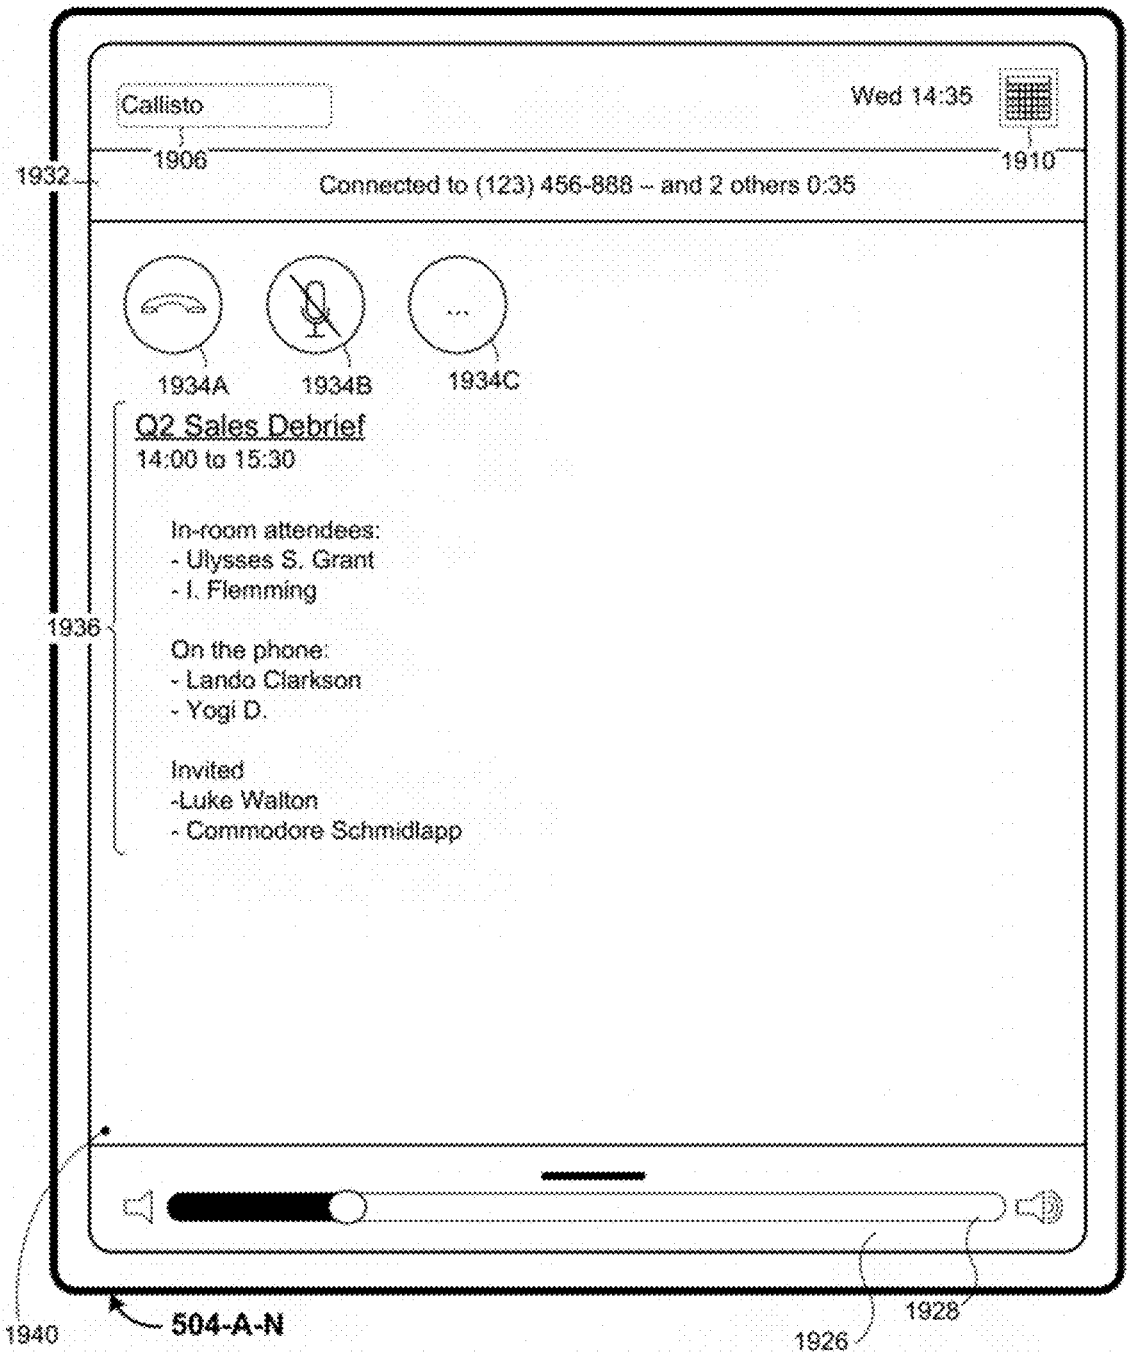 Callisto
Wed 14:35
1906
1910
1932
Connected to (123) 456-888 – and 2 others 0:35
...
1934A
1934B
1934C
Q2 Sales Debrief
14:00 to 15:30
In-room attendees:
- Ulysses S. Grant
- I. Flemming
1936
On the phone:
- Lando Clarkson
- Yogi D.
Invited
-Luke Walton
- Commodore Schmidlapp
1928
504-A-N
1940
1926